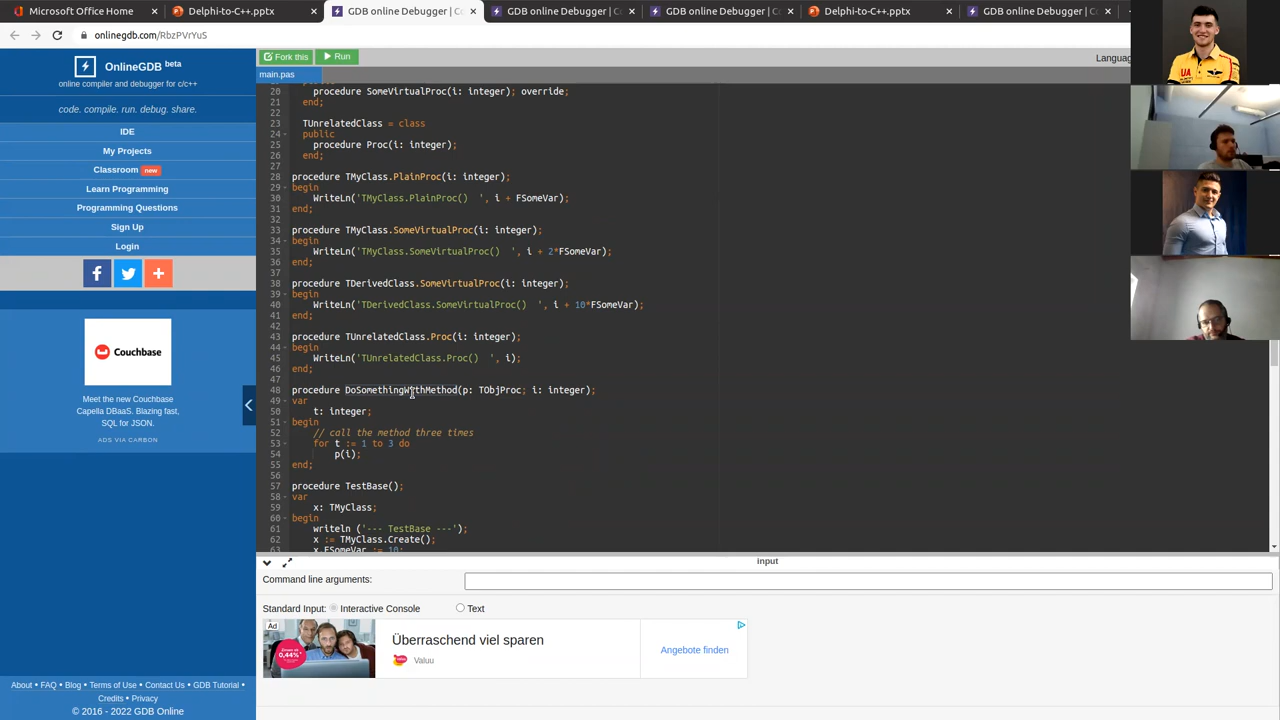 Microsoft Office Home
Delphi-to-C++.pptx
GDB online Debugger | C
GDB online Debugger | Co
GDB online Debugger | Co
Delphi-to-C++.pptx
GDB online Debugger | Co
onlinegdb.com/RbzPVrYuS
OnlineGDB beta
online compiler and debugger for c/c++
code. compile. run. debug. share.
IDE
My Projects
Classroom new
Learn Programming
Programming Questions
Sign Up
Login
Couchbase
Meet the new Couchbase
Capella DBaaS. Blazing fast,
SQL for JSON.
ADS VIA CARBON
About • FAQ • Blog • Terms of Use • Contact Us • GDB Tutorial •
Credits • Privacy
© 2016 - 2022 GDB Online
Fork this
Run
Languag
main.pas
20 procedure SomeVirtualProc(i: integer); override;
21 end;
22
23 TUnrelatedClass = class
24 public
25 procedure Proc(i: integer);
26 end;
27
28 procedure TMyClass.PlainProc(i: integer);
29 begin
30 WriteLn('TMyClass.PlainProc()  ', i + FSomeVar);
31 end;
32
33 procedure TMyClass.SomeVirtualProc(i: integer);
34 begin
35 WriteLn('TMyClass.SomeVirtualProc()  ', i + 2*FSomeVar);
36 end;
37
38 procedure TDerivedClass.SomeVirtualProc(i: integer);
39 begin
40 WriteLn('TDerivedClass.SomeVirtualProc()  ', i + 10*FSomeVar);
41 end;
42
43 procedure TUnrelatedClass.Proc(i: integer);
44 begin
45 WriteLn('TUnrelatedClass.Proc()  ', i);
46 end;
47
48 procedure DoSomethingWithMethod(p: TObjProc; i: integer);
49 var
50 t: integer;
51 begin
52 // call the method three times
53 for t := 1 to 3 do
54 p(i);
55 end;
56
57 procedure TestBase();
58 var
59 x: TMyClass;
60 begin
61 writeln ('--- TestBase ---');
62 x := TMyClass.Create();
63 x.FSomeVar := 10;
input
Command line arguments:
Standard Input: Interactive Console Text
Ad
0,44%
Überraschend viel sparen
Valuu
Angebote finden
UA